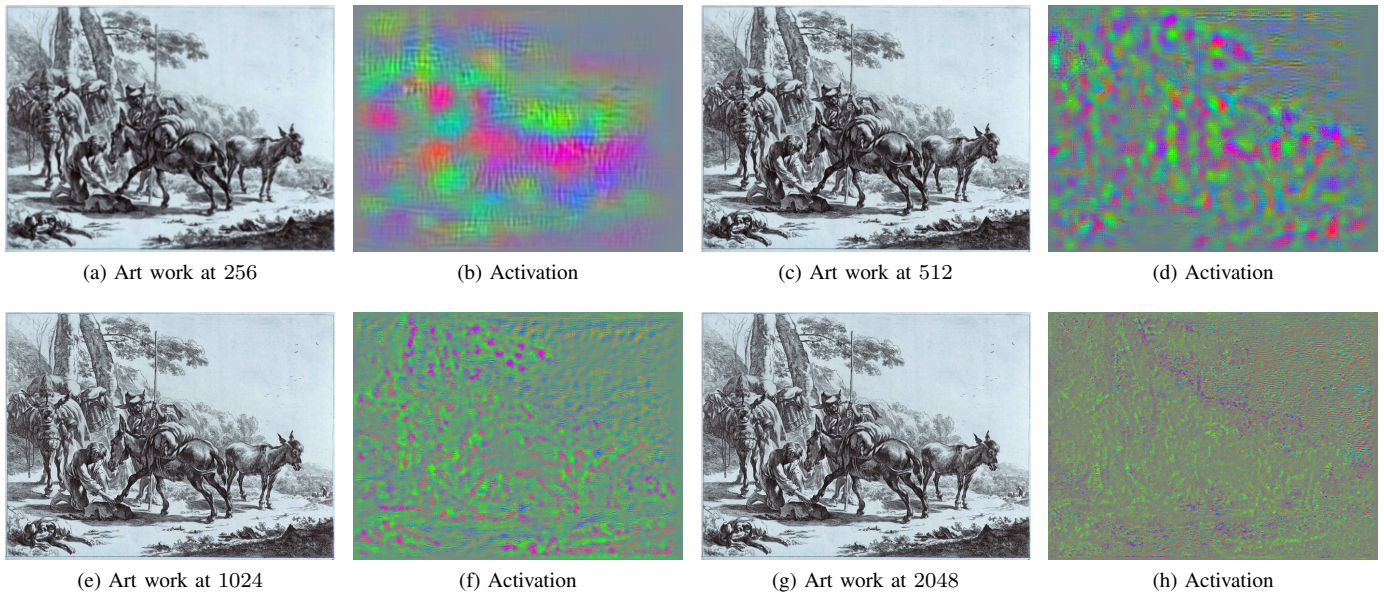 (a) Art work at 256
(b) Activation
(c) Art work at 512
(d) Activation
(e) Art work at 1024
(f) Activation
(g) Art work at 2048
(h) Activation